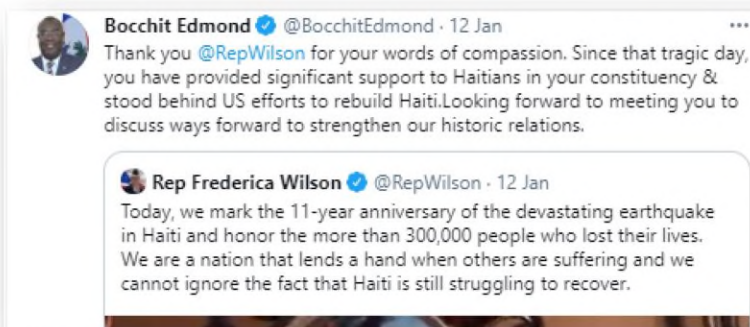 Bocchit Edmond @BocchitEdmond · 12 Jan
Thank you @RepWilson for your words of compassion. Since that tragic day,
you have provided significant support to Haitians in your constituency &
stood behind US efforts to rebuild Haiti.Looking forward to meeting you to
discuss ways forward to strengthen our historic relations.
Rep Frederica Wilson @RepWilson · 12 Jan
Today, we mark the 11-year anniversary of the devastating earthquake
in Haiti and honor the more than 300,000 people who lost their lives.
We are a nation that lends a hand when others are suffering and we
cannot ignore the fact that Haiti is still struggling to recover.